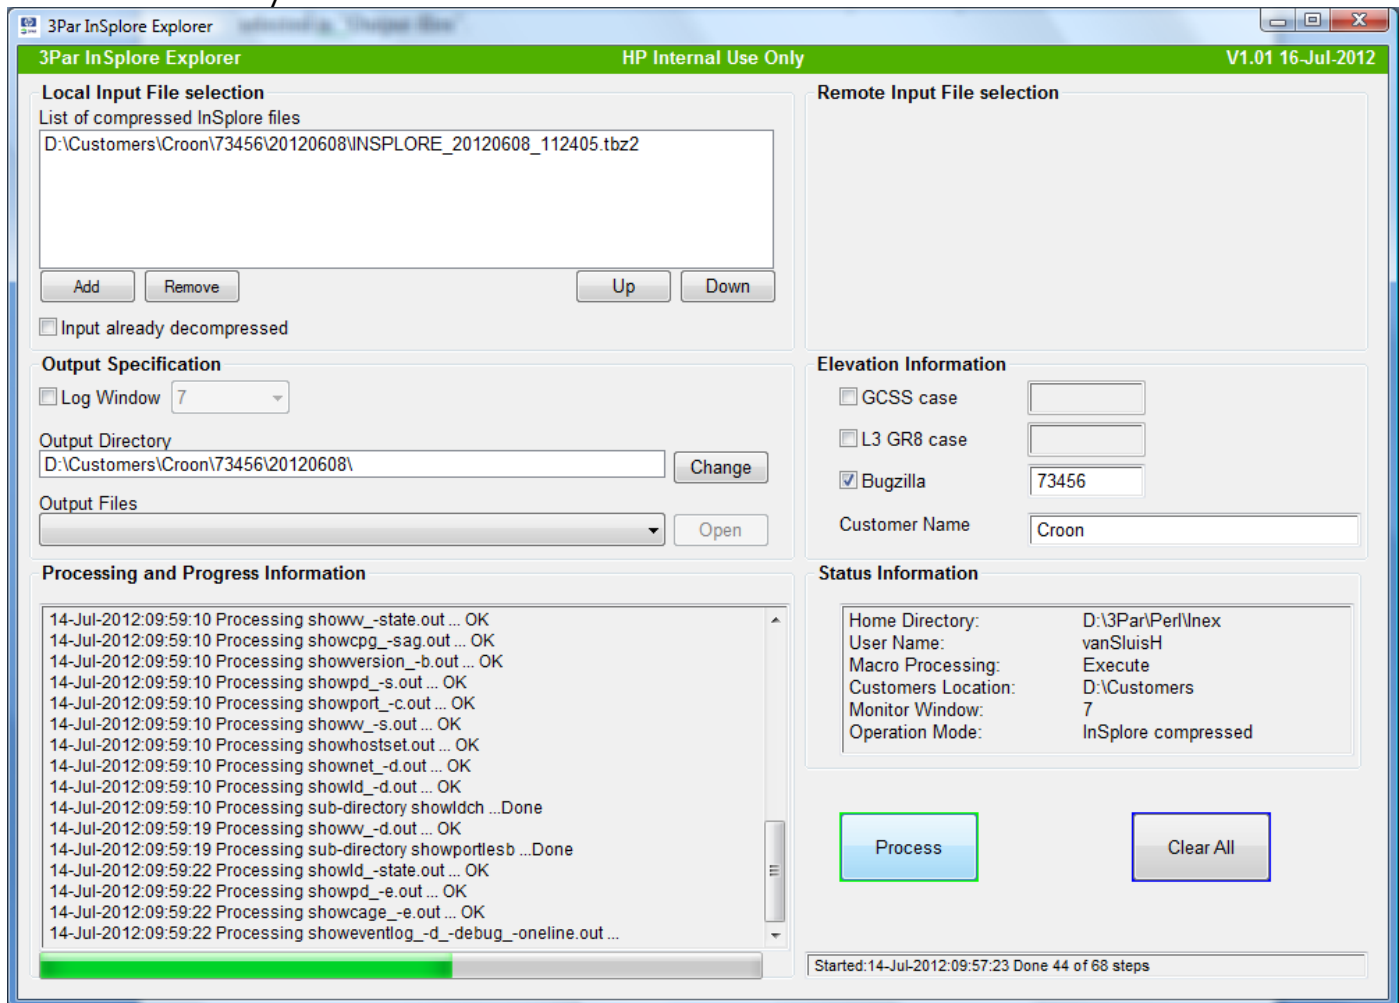 3Par InSplore Explorer
3Par InSplore Explorer HP Internal Use Only V1.01 16-Jul-2012
Local Input File selection
List of compressed InSplore files
D:\Customers\Croon\73456\20120608\INSPLORE_20120608_112405.tbz2
Add Remove Up Down
Input already decompressed
Remote Input File selection
Output Specification
Log Window 7
Output Directory
D:\Customers\Croon\73456\20120608\
Change
Output Files
Open
Elevation Information
GCSS case
L3 GR8 case
Bugzilla 73456
Customer Name Croon
Processing and Progress Information
14-Jul-2012:09:59:10 Processing showvv_-state.out ... OK
14-Jul-2012:09:59:10 Processing showcpg_-sag.out ... OK
14-Jul-2012:09:59:10 Processing showversion_-b.out ... OK
14-Jul-2012:09:59:10 Processing showpd_-s.out ... OK
14-Jul-2012:09:59:10 Processing showport_-c.out ... OK
14-Jul-2012:09:59:10 Processing showvv_-s.out ... OK
14-Jul-2012:09:59:10 Processing showhostset.out ... OK
14-Jul-2012:09:59:10 Processing shownet_-d.out ... OK
14-Jul-2012:09:59:10 Processing showld_-d.out ... OK
14-Jul-2012:09:59:10 Processing sub-directory showldch ...Done
14-Jul-2012:09:59:19 Processing showvv_-d.out ... OK
14-Jul-2012:09:59:19 Processing sub-directory showportlesb ...Done
14-Jul-2012:09:59:22 Processing showld_-state.out ... OK
14-Jul-2012:09:59:22 Processing showpd_-e.out ... OK
14-Jul-2012:09:59:22 Processing showcage_-e.out ... OK
14-Jul-2012:09:59:22 Processing showeventlog_-d_-debug_-oneline.out ...
Status Information
Home Directory: D:\3Par\Perl\Inex
User Name: vanSluisH
Macro Processing: Execute
Customers Location: D:\Customers
Monitor Window: 7
Operation Mode: InSplore compressed
Process Clear All
Started:14-Jul-2012:09:57:23 Done 44 of 68 steps